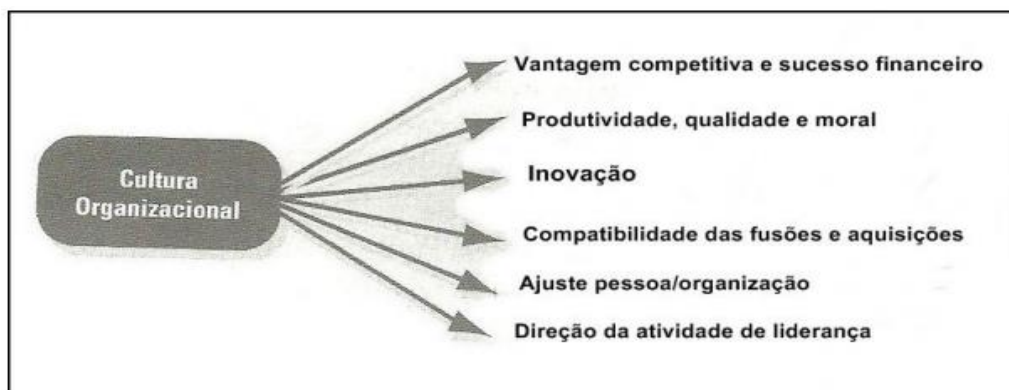 Cultura
Organizacional
Vantagem competitiva e sucesso financeiro
Produtividade, qualidade e moral
Inovação
Compatibilidade das fusões e aquisições
Ajuste pessoa/organização
Direção da atividade de liderança